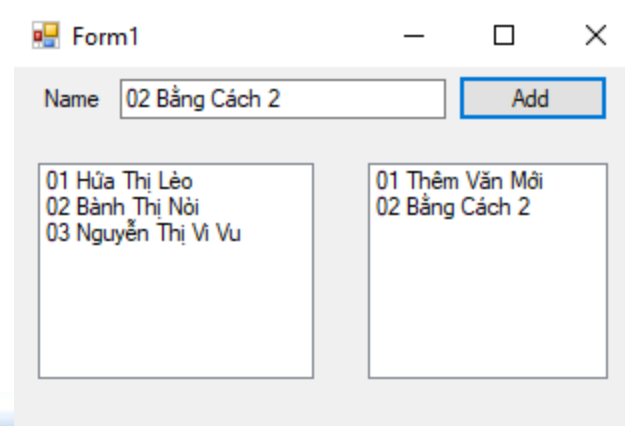 Form1
Name 02 Bằng Cách 2 Add
01 Hứa Thị Lèo
02 Bành Thị Nòi
03 Nguyễn Thị Vi Vu
01 Thêm Văn Mới
02 Bằng Cách 2